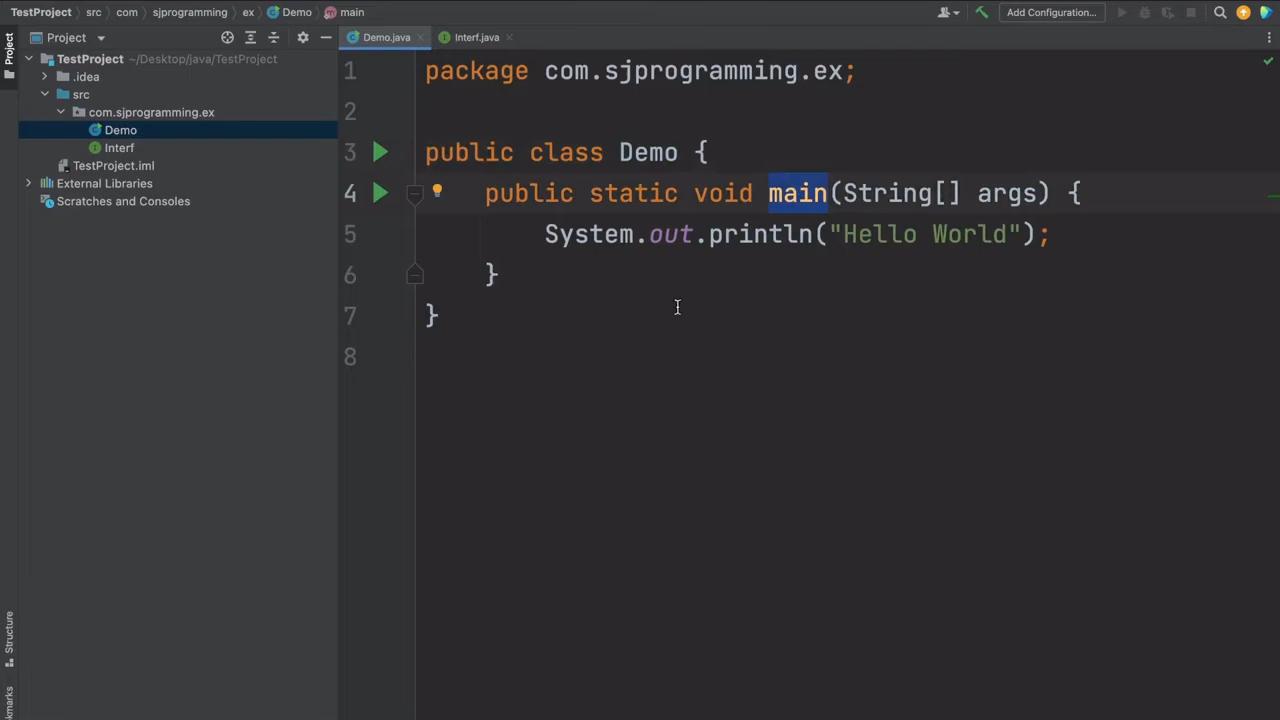 TestProject src com sjprogramming ex Demo main
Add Configuration...
Project
Project
Demo.java
Interf.java
TestProject ~/Desktop/java/TestProject
.idea
src
com.sjprogramming.ex
Demo
Interf
TestProject.iml
External Libraries
Scratches and Consoles
1 package com.sjprogramming.ex;
2
3 public class Demo {
4 public static void main(String[] args) {
5 System.out.println("Hello World");
6 }
7 }
8
Structure
kmarks